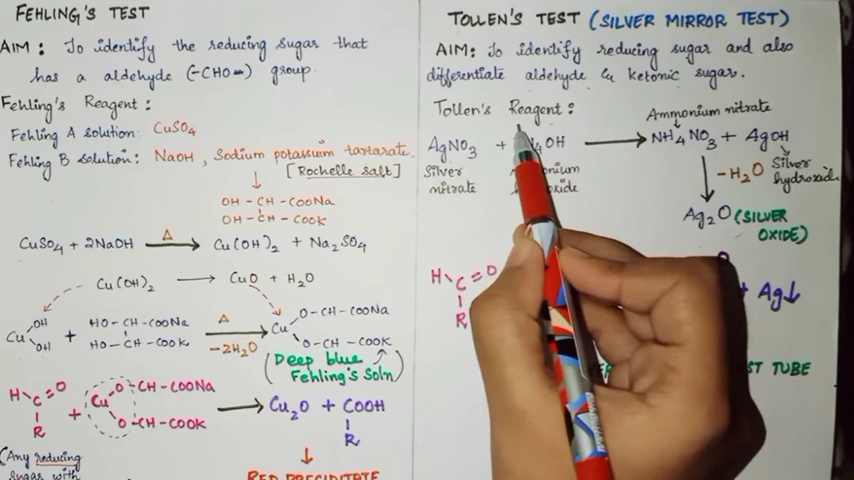 FEHLING'S TEST
AIM: To identify the reducing sugar that
has a aldehyde (-CHO-) group
Fehling's Reagent:
Fehling A solution: CuSO4
Fehling B solution: NaOH, Sodium potassuim tartarate.
[Rochelle salt]
OH-CH-COONa
OH-CH-COOK
CuSO4 + 2NaOH Δ→ Cu(OH)2 + Na2SO4
Cu(OH)2 → CuO + H2O
Cu OH OH + HO-CH-COONa HO-CH-COOK Δ→ -2H2O Cu O-CH-COONa O-CH-COOK
(Deep blue
Fehling's Soln)
H C=O R + Cu O-CH-COONa O-CH-COOK → Cu2O + COOH R
(Any reducing
sugar with
RED PRECIPITATE
TOLLEN'S TEST (SILVER MIRROR TEST)
AIM: To identify reducing sugar and also
differentiate aldehyde & ketonic sugar.
Tollen's Reagent:
Ammonium nitrate
AgNO3 + 4OH → NH4NO3 + AgOH
Silver
nitrate
-H2O Silver
hydroxide
Ag2O (SILVER
OXIDE)
H C=O R
+ Ag↓
TEST TUBE